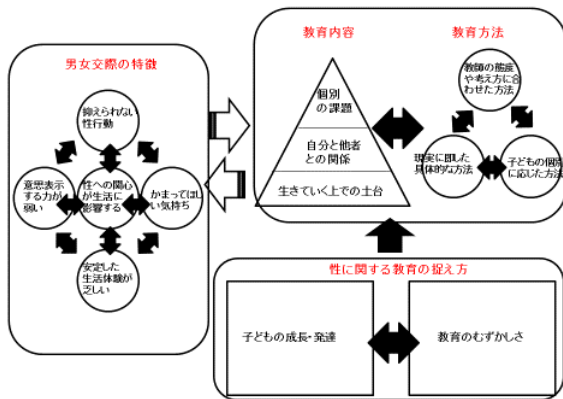 男女交際の特徴
抑えられない
性行動
意思表示
する力が
弱い
性への関心
が生活に
影響する
かまってほし
い気持ち
安定した
生活体験が
乏しい
教育内容
個別
の課題
自分と他者
との関係
生きていく上での土台
教育方法
教師の態度
や考え方に合
わせた方法
現実に即した
具体的な方法
子どもの個別
に応じた方法
性に関する教育の捉え方
子どもの成長・発達
教育のむずかしさ